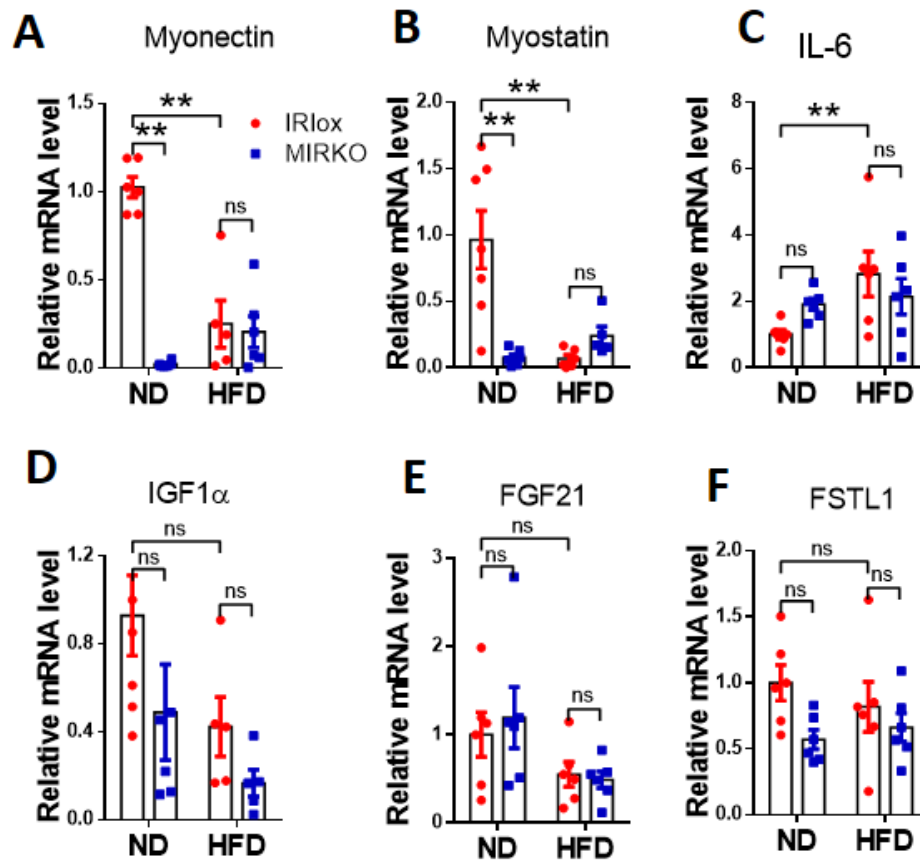 A
Myonectin
Relative mRNA level
1.5
1.0
0.5
0.0
**
**
ns
IRlox
MIRKO
ND
HFD
B
Myostatin
Relative mRNA level
2.0
1.5
1.0
0.5
0.0
**
**
ns
ND
HFD
C
IL-6
Relative mRNA level
8
6
4
2
0
**
ns
ns
ND
HFD
D
IGF1α
Relative mRNA level
1.2
0.8
0.4
0.0
ns
ns
ns
ND
HFD
E
FGF21
Relative mRNA level
3
2
1
0
ns
ns
ns
ND
HFD
F
FSTL1
Relative mRNA level
2.0
1.5
1.0
0.5
0.0
ns
ns
ns
ND
HFD